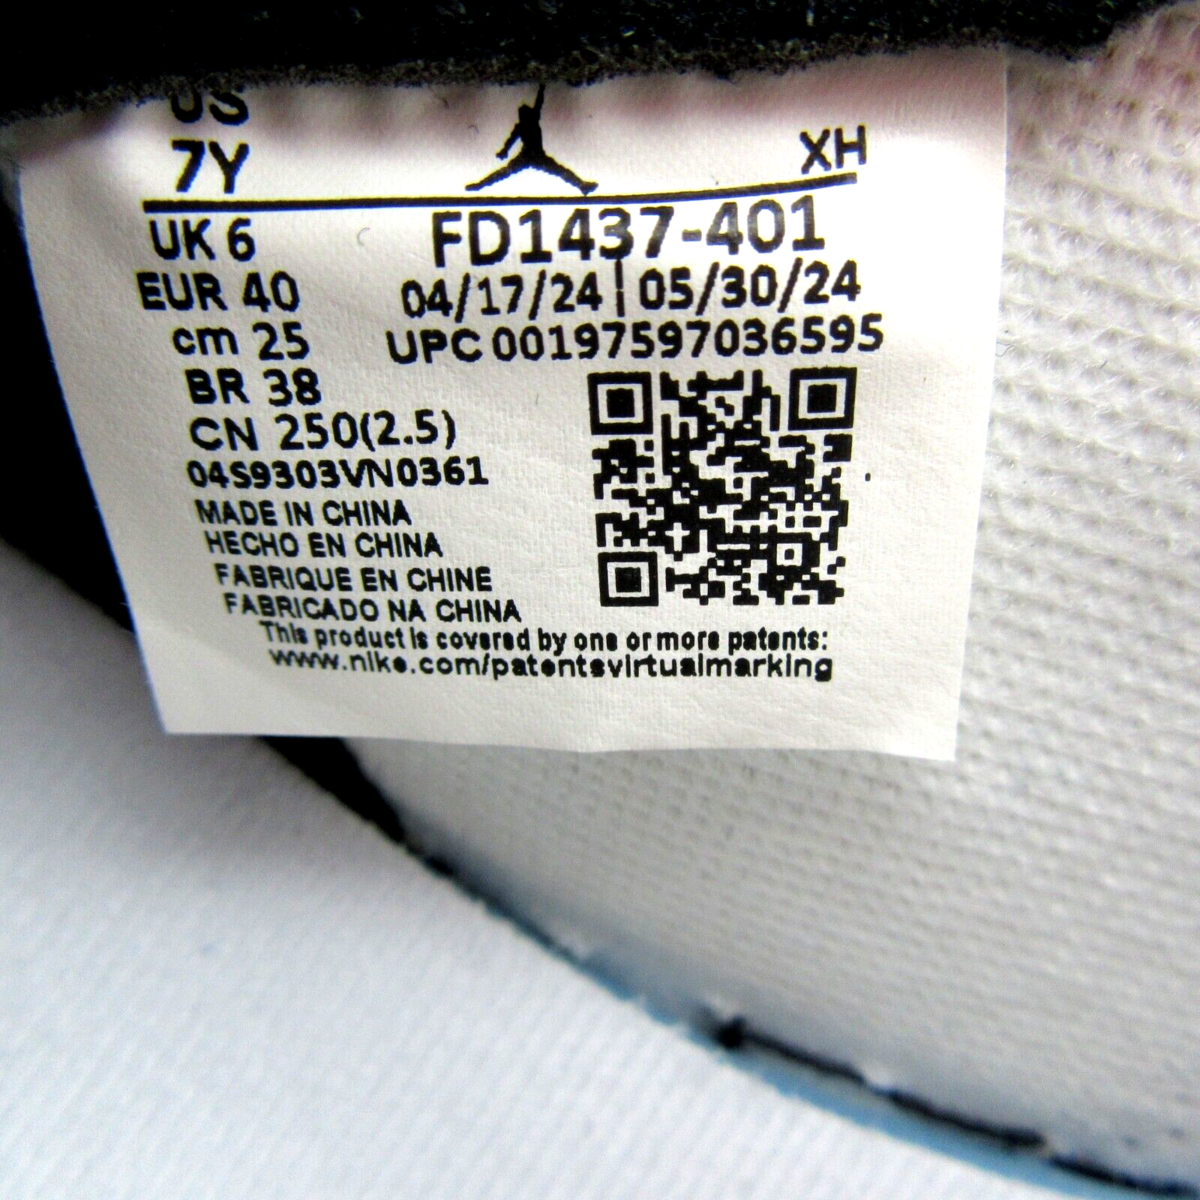 US
7Y
XH
UK 6
FD1437-401
EUR 40
04/17/24 | 05/30/24
cm 25
UPC 00197597036595
BR 38
CN 250(2.5)
04S9303VN0361
MADE IN CHINA
HECHO EN CHINA
FABRIQUE EN CHINE
FABRICADO NA CHINA
This product is covered by one or more patents:
www.nike.com/patentsvirtualmarking